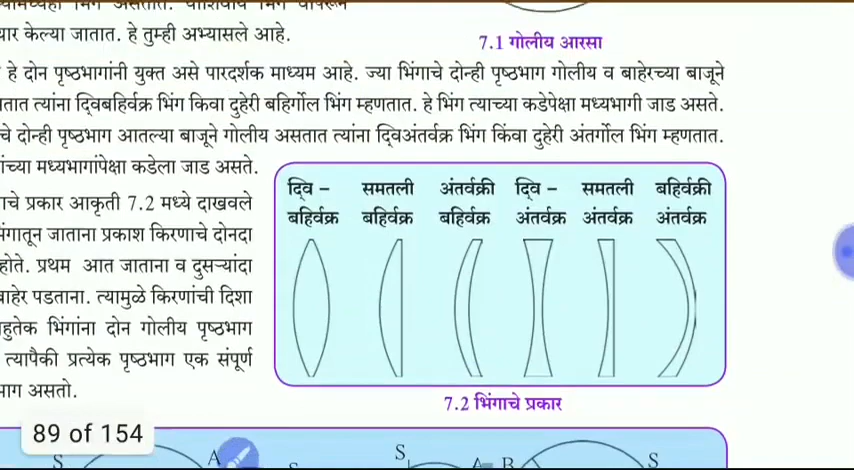 यार केल्या जातात. हे तुम्ही अभ्यासले आहे.
7.1 गोलीय आरसा
हे दोन पृष्ठभागांनी युक्त असे पारदर्शक माध्यम आहे. ज्या भिंगाचे दोन्ही पृष्ठभाग गोलीय व बाहेरच्या बाजूने
तात त्यांना द्विबहिर्वक्र भिंग किंवा दुहेरी बहिर्गोल भिंग म्हणतात. हे भिंग त्याच्या कडेपेक्षा मध्यभागी जाड असते.
चे दोन्ही पृष्ठभाग आतल्या बाजूने गोलीय असतात त्यांना द्विअंतर्वक्र भिंग किंवा दुहेरी अंतर्गोल भिंग म्हणतात.
ांच्या मध्यभागांपेक्षा कडेला जाड असते.
द्वि – समतली अंतर्वक्री द्वि – समतली बहिर्वक्री
बहिर्वक्र बहिर्वक्र बहिर्वक्र अंतर्वक्र अंतर्वक्र अंतर्वक्र
ाचे प्रकार आकृती 7.2 मध्ये दाखवले
भिंगातून जाताना प्रकाश किरणाचे दोनदा
होते. प्रथम आत जाताना व दुसऱ्यांदा
बाहेर पडताना. त्यामुळे किरणांची दिशा
हुतेक भिंगांना दोन गोलीय पृष्ठभाग
त्यापैकी प्रत्येक पृष्ठभाग एक संपूर्ण
भाग असतो.
7.2 भिंगाचे प्रकार
89 of 154
S A S A B S